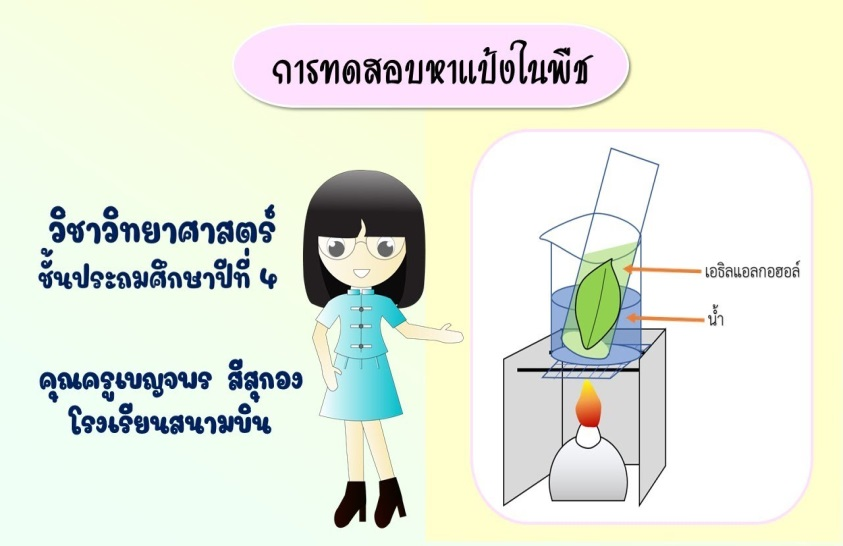 การทดสอบหาแป้งในพืช
วิชาวิทยาศาสตร์
ชั้นประถมศึกษาปีที่ 4
คุณครูเบญจพร สีสุกอง
โรงเรียนสนามบิน
เอธิลแอลกอฮอล์
น้ำ